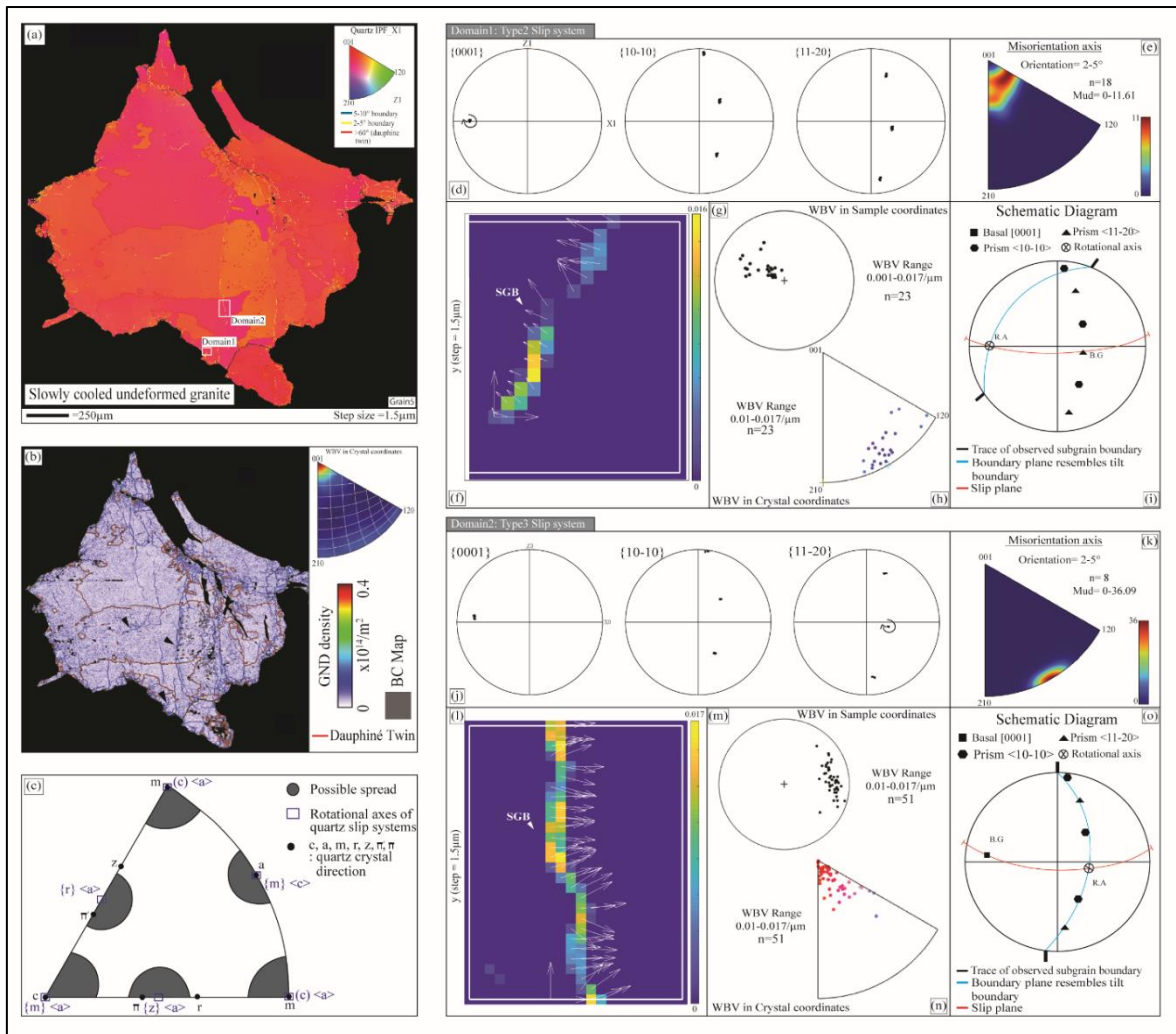 (a)
Quartz IPF_X1
001
120
210
Z1
5-10° boundary
2-5° boundary
>60° (dauphine
twin)
Domain2
Domain1
Grain5
Slowly cooled undeformed granite
=250μm
Step size =1.5μm
(b)
WBV in Crystal coordinates
001
120
210
GND density
x10¹⁴/m²
0.4
0
BC Map
Dauphiné Twin
(c)
m
(c) <a>
Possible spread
Rotational axes of
quartz slip systems
c, a, m, r, z, π, π
: quartz crystal
direction
z
a
{m} <c>
{r} <a>
π
c
{m} <a>
π
{z} <a>
r
m
(c) <a>
Domain1: Type2 Slip system
{0001}
Z1
X1
{10-10}
{11-20}
(d)
Misorientation axis
(e)
001
Orientation= 2-5°
n=18
Mud= 0-11.61
120
210
11
0
y (step = 1.5μm)
SGB
0.016
0
(f)
(g)
WBV in Sample coordinates
WBV Range
0.001-0.017/μm
n=23
001
120
210
WBV Range
0.01-0.017/μm
n=23
WBV in Crystal coordinates
(h)
Schematic Diagram
Basal [0001]
Prism <11-20>
Prism <10-10>
Rotational axis
R.A
B.G
Trace of observed subgrain boundary
Boundary plane resembles tilt
boundary
Slip plane
(i)
Domain2: Type3 Slip system
{0001}
{10-10}
{11-20}
(j)
Misorientation axis
(k)
001
Orientation= 2-5°
n= 8
Mud= 0-36.09
120
210
36
0
(l)
y (step = 1.5μm)
SGB
0.017
0
(m)
WBV in Sample coordinates
WBV Range
0.01-0.017/μm
n=51
WBV Range
0.01-0.017/μm
n=51
WBV in Crystal coordinates
(n)
Schematic Diagram
(o)
Basal [0001]
Prism <11-20>
Prism <10-10>
Rotational axis
B.G
R.A
Trace of observed subgrain boundary
Boundary plane resembles tilt
boundary
Slip plane